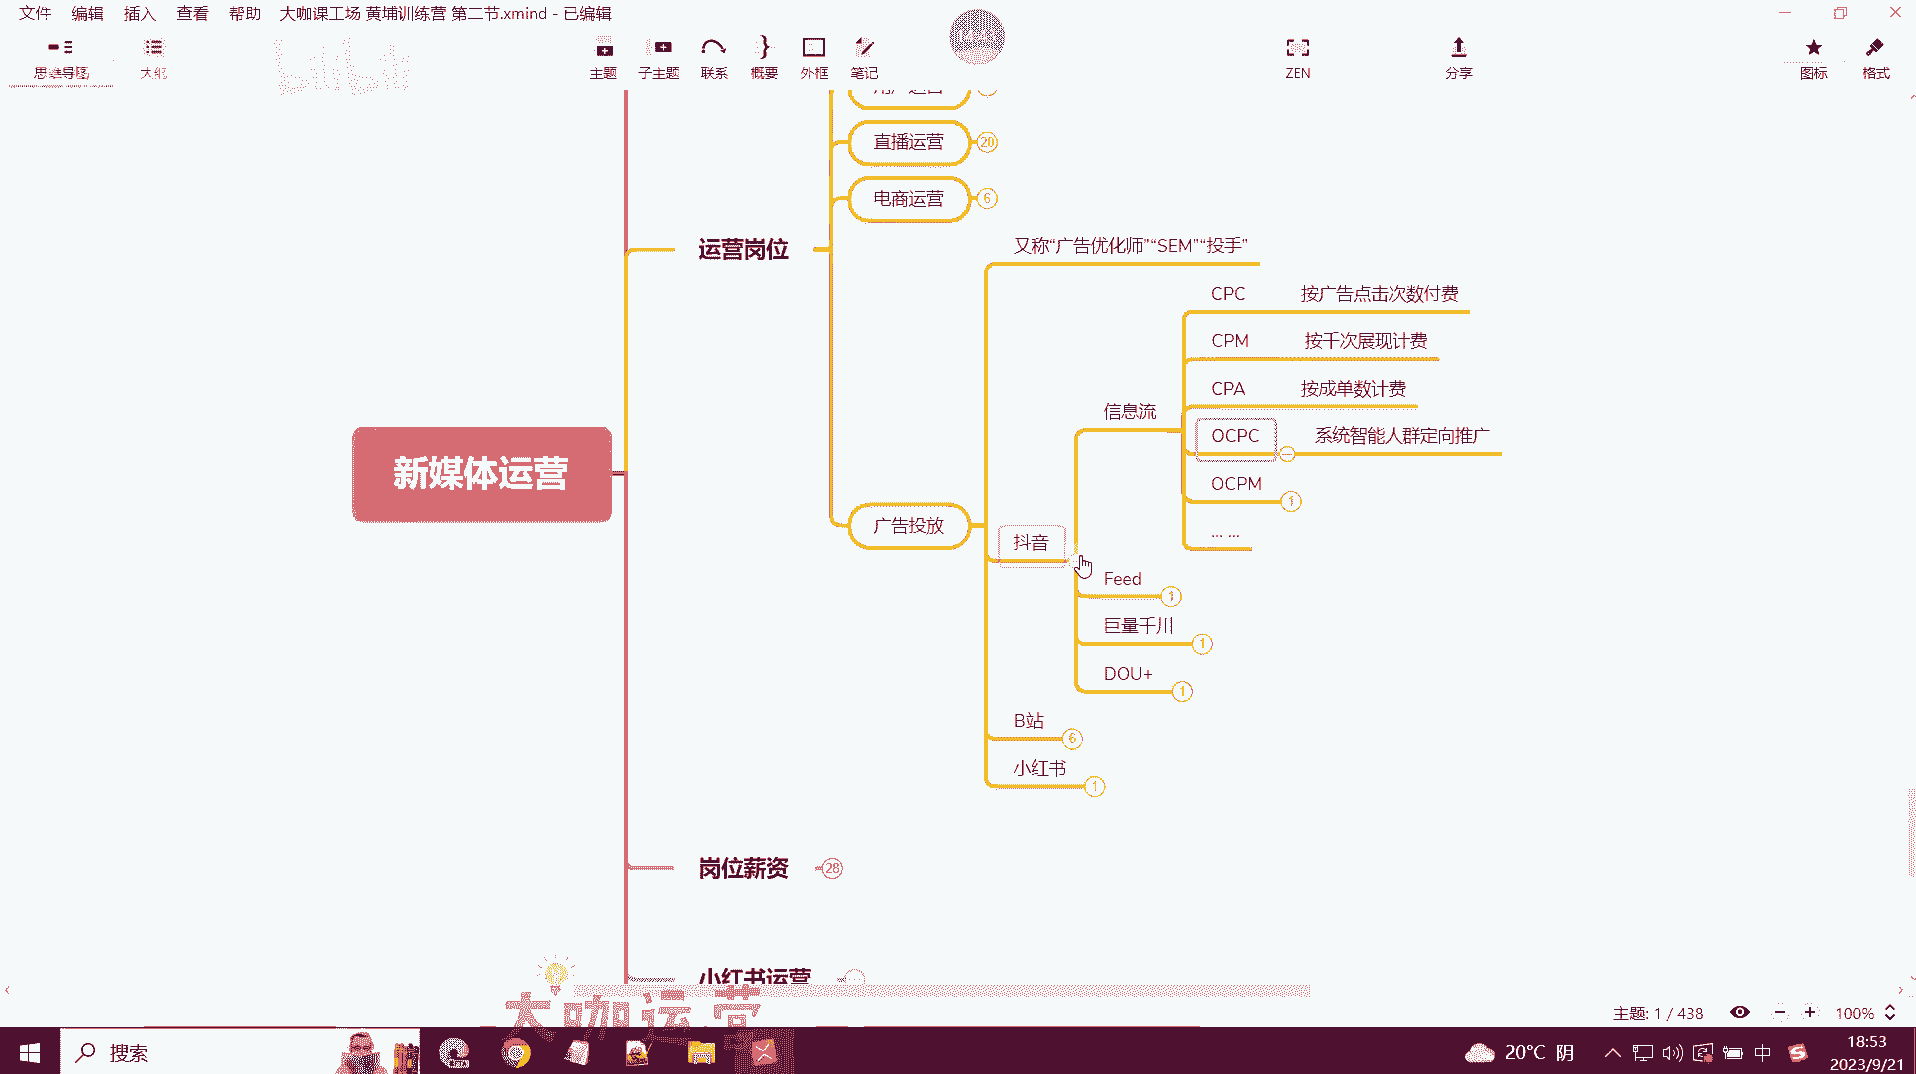 文件 编辑 插入 查看 帮助 大咖课工场 黄埔训练营 第二节.xmind - 已编辑
思维导图 大纲 主题 子主题 联系 概要 外框 笔记 ZEN 分享 图标 格式
bilibili
用户运营
直播运营 20
电商运营 6
运营岗位
又称“广告优化师”“SEM”“投手”
CPC 按广告点击次数付费
CPM 按千次展现计费
CPA 按成单数计费
信息流
OCPC 系统智能人群定向推广
新媒体运营
OCPM 1
广告投放
... ...
抖音
Feed 1
巨量千川 1
DOU+ 1
B站 6
小红书 1
岗位薪资 28
小红书运营
大咖运营
主题: 1 / 438 100%
搜索
20°C 阴 中
18:53
2023/9/21